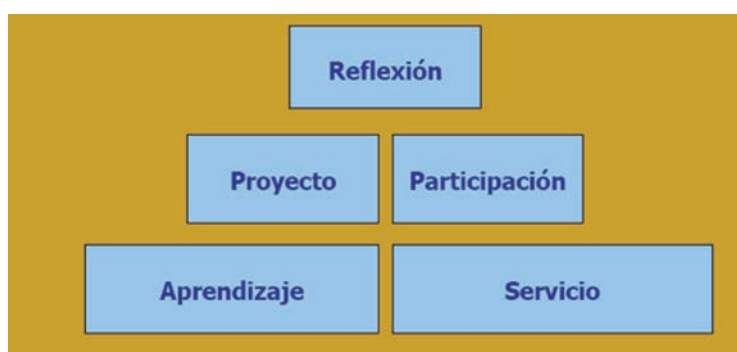 Reflexión
Proyecto
Participación
Aprendizaje
Servicio